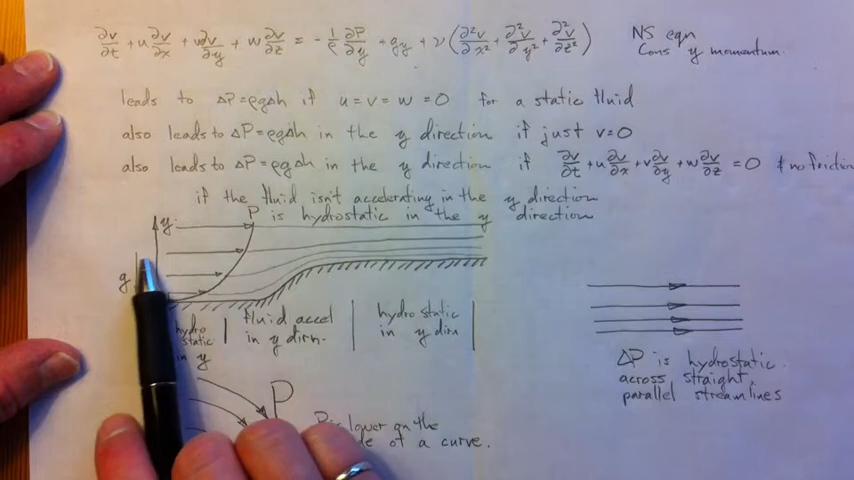 ∂v/∂t + u ∂v/∂x + v ∂v/∂y + w ∂v/∂z = - 1/ρ ∂P/∂y + gy + ν (∂²v/∂x² + ∂²v/∂y² + ∂²v/∂z²)
NS eqn
Cons y momentum.
leads to ΔP=ρgΔh if u = v = w = 0 for a static fluid
also leads to ΔP=ρgΔh in the y direction if just v=0
also leads to ΔP=ρgΔh in the y direction if ∂v/∂t + u ∂v/∂x + v ∂v/∂y + w ∂v/∂z = 0 & no friction
if the fluid isn't accelerating in the y direction
P is hydrostatic in the y direction
y
g
hydro
static
in y
fluid accel
in y dirn.
hydrostatic
in y dirn
ΔP is hydrostatic
across straight,
parallel streamlines
P
lower on the
of a curve.